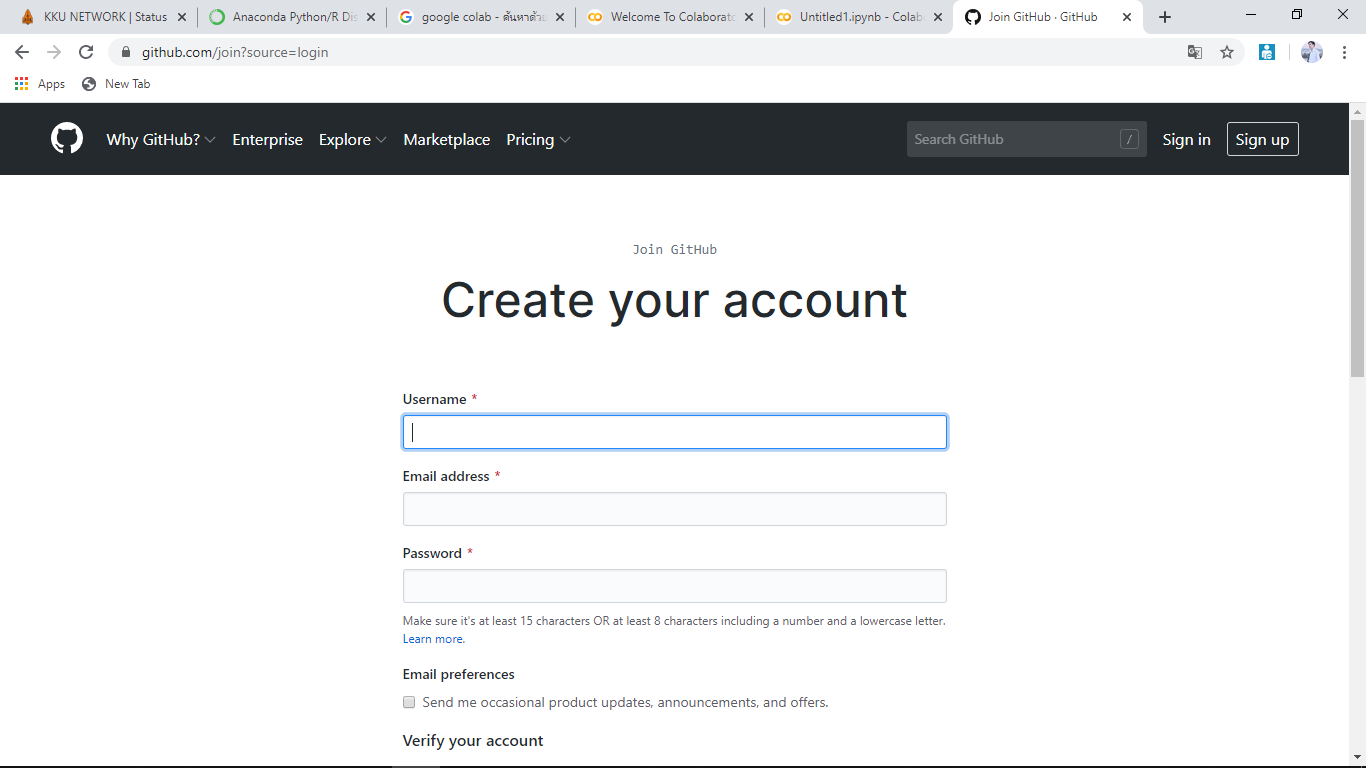 KKU NETWORK | Status
Anaconda Python/R Dis
google colab - ค้นหาด้วย
Welcome To Colaborato
Untitled1.ipynb - Colab
Join GitHub · GitHub
github.com/join?source=login
Apps
New Tab
Why GitHub?
Enterprise
Explore
Marketplace
Pricing
Search GitHub
/
Sign in
Sign up
Join GitHub
Create your account
Username *
Email address *
Password *
Make sure it's at least 15 characters OR at least 8 characters including a number and a lowercase letter.
Learn more.
Email preferences
Send me occasional product updates, announcements, and offers.
Verify your account